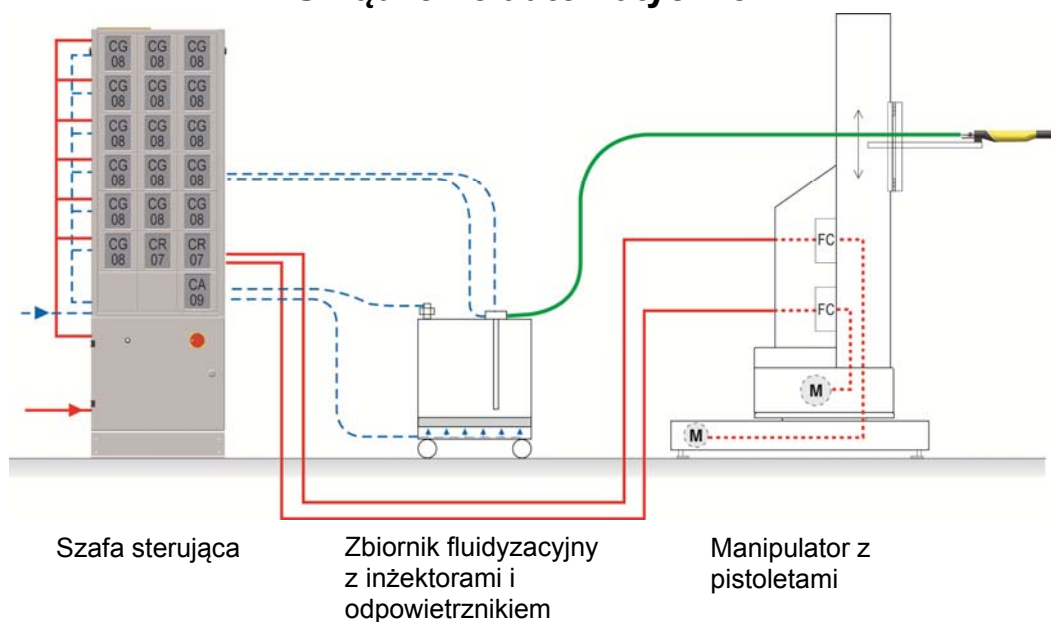 CG CG CG
08 08 08
CG CG CG
08 08 08
CG CG CG
08 08 08
CG CG CG
08 08 08
CG CG CG
08 08 08
CG CR CR
08 07 07
CA
09
FC
FC
M
M
Szafa sterująca
Zbiornik fluidyzacyjny
z inżektorami i
odpowietrznikiem
Manipulator z
pistoletami